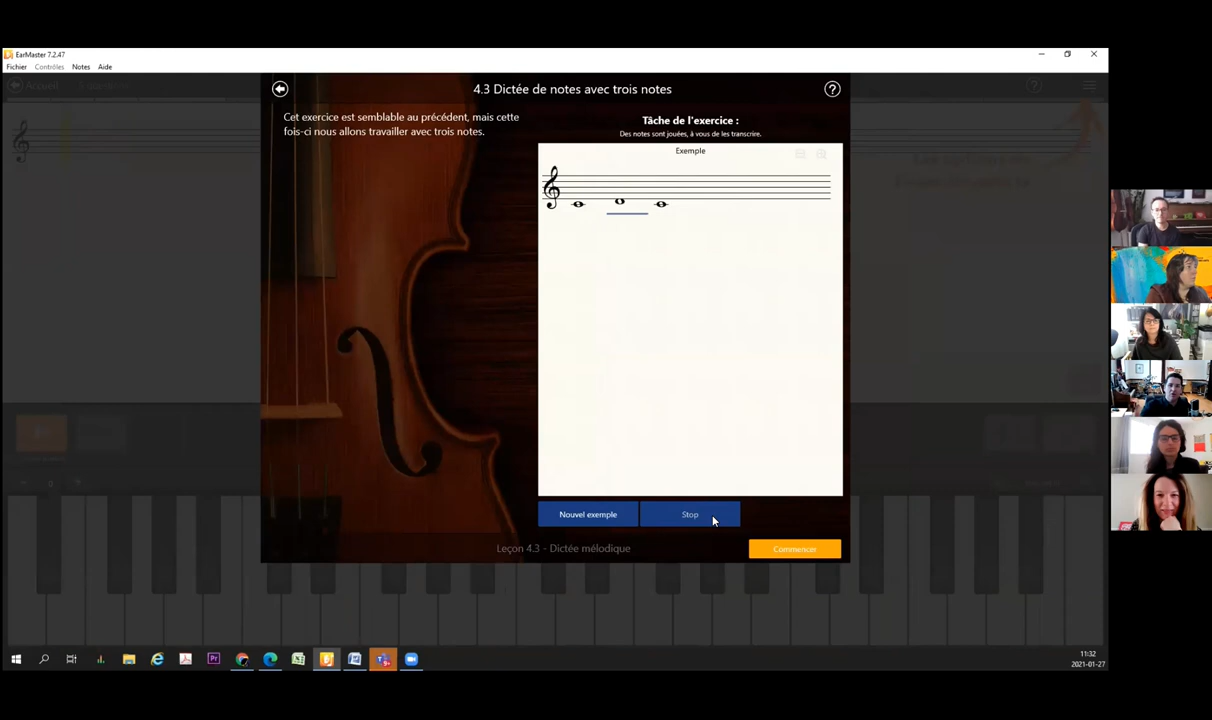 EarMaster 7.2.47
Fichier Contrôles Notes Aide
Accueil
4.3 Dictée de notes avec trois notes
?
Cet exercice est semblable au précédent, mais cette
fois-ci nous allons travailler avec trois notes.
Tâche de l'exercice :
Des notes sont jouées, à vous de les transcrire.
Exemple
Nouvel exemple
Stop
Leçon 4.3 - Dictée mélodique
Commencer
0
11:32
2021-01-27